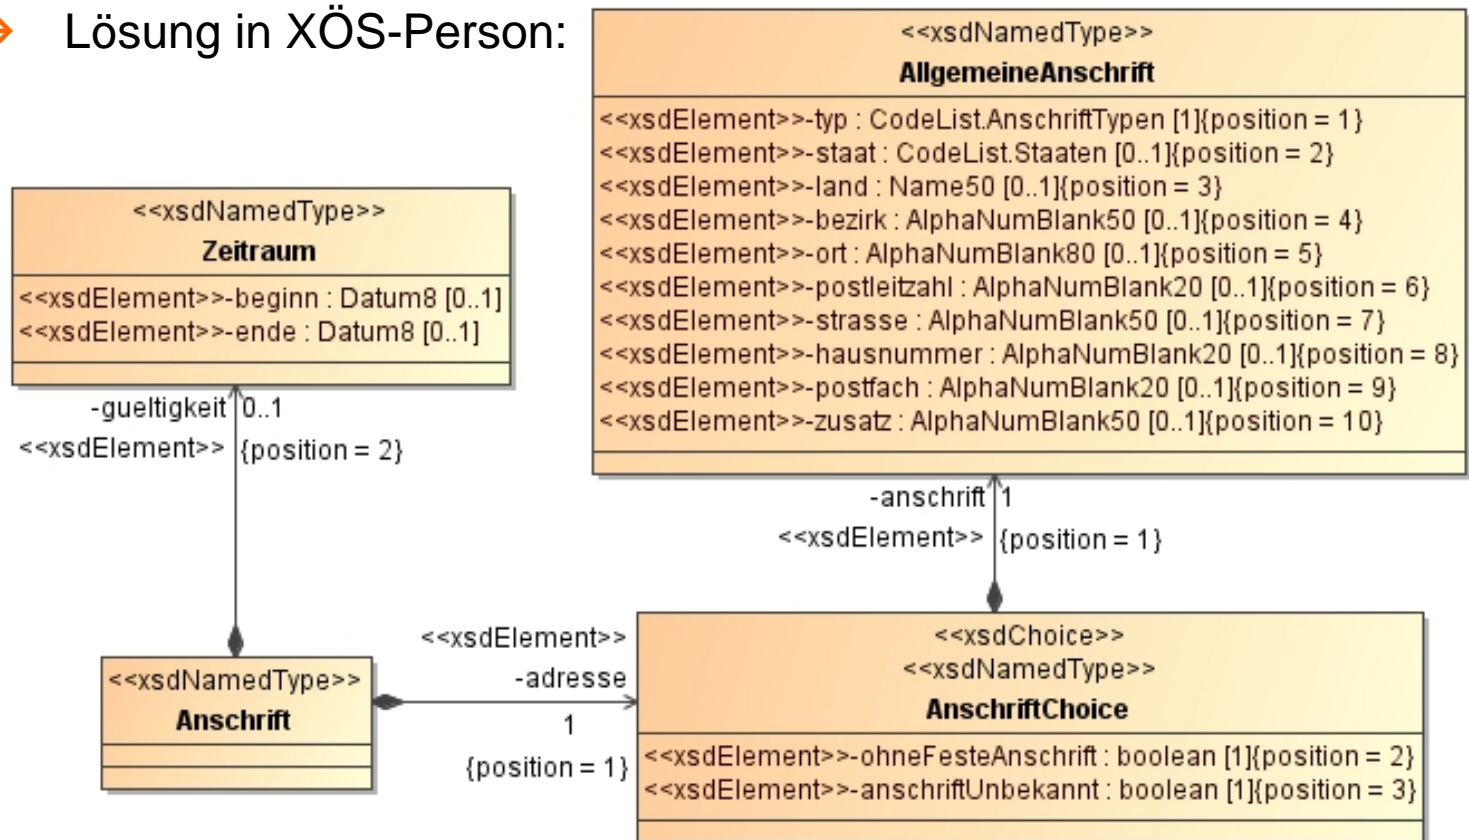 Lösung in XÖS-Person:
<<xsdNamedType>>
AllgemeineAnschrift
<<xsdElement>>-typ : CodeList.AnschriftTypen [1]{position = 1}
<<xsdElement>>-staat : CodeList.Staaten [0..1]{position = 2}
<<xsdElement>>-land : Name50 [0..1]{position = 3}
<<xsdElement>>-bezirk : AlphaNumBlank50 [0..1]{position = 4}
<<xsdElement>>-ort : AlphaNumBlank80 [0..1]{position = 5}
<<xsdElement>>-postleitzahl : AlphaNumBlank20 [0..1]{position = 6}
<<xsdElement>>-strasse : AlphaNumBlank50 [0..1]{position = 7}
<<xsdElement>>-hausnummer : AlphaNumBlank20 [0..1]{position = 8}
<<xsdElement>>-postfach : AlphaNumBlank20 [0..1]{position = 9}
<<xsdElement>>-zusatz : AlphaNumBlank50 [0..1]{position = 10}
<<xsdNamedType>>
Zeitraum
<<xsdElement>>-beginn : Datum8 [0..1]
<<xsdElement>>-ende : Datum8 [0..1]
-gueltigkeit 0..1
<<xsdElement>> {position = 2}
-anschrift 1
<<xsdElement>> {position = 1}
<<xsdNamedType>>
Anschrift
<<xsdElement>>
-adresse
1
{position = 1}
<<xsdChoice>>
<<xsdNamedType>>
AnschriftChoice
<<xsdElement>>-ohneFesteAnschrift : boolean [1]{position = 2}
<<xsdElement>>-anschriftUnbekannt : boolean [1]{position = 3}